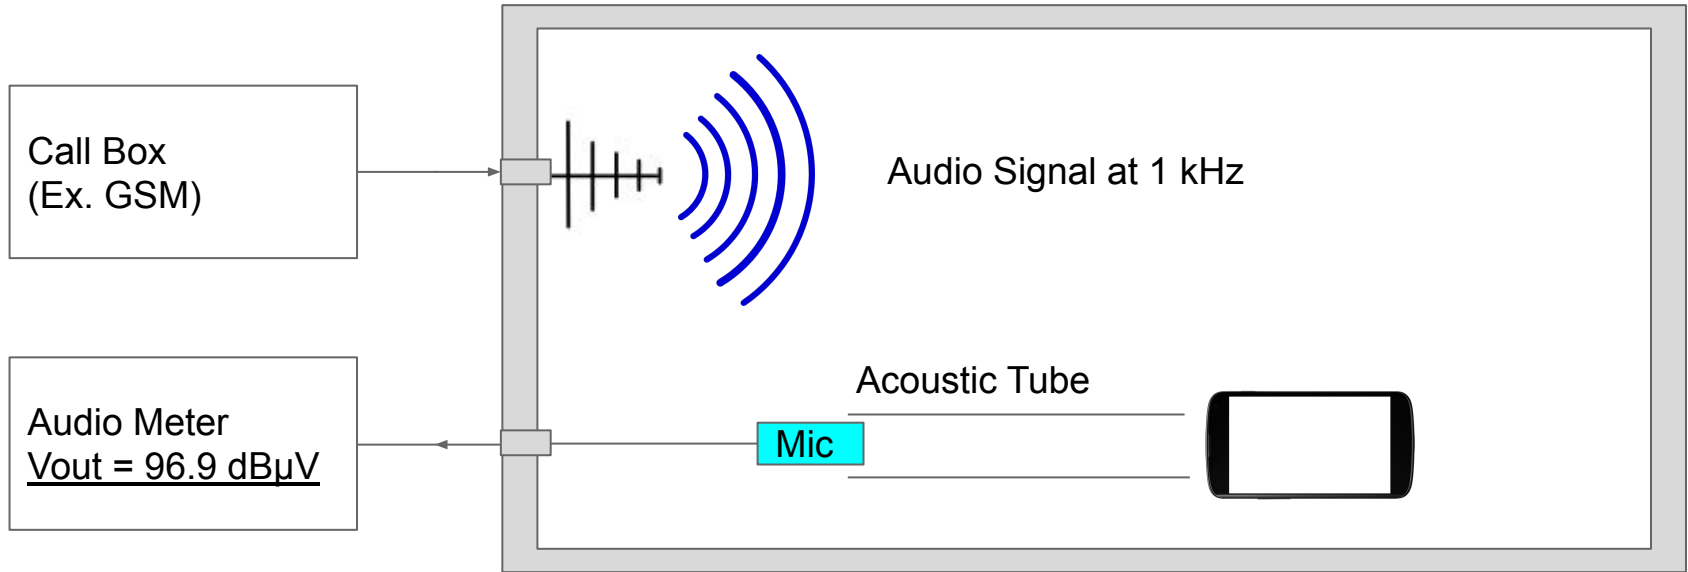 Call Box
(Ex. GSM)
Audio Signal at 1 kHz
Acoustic Tube
Audio Meter
Vout = 96.9 dBµV
Mic